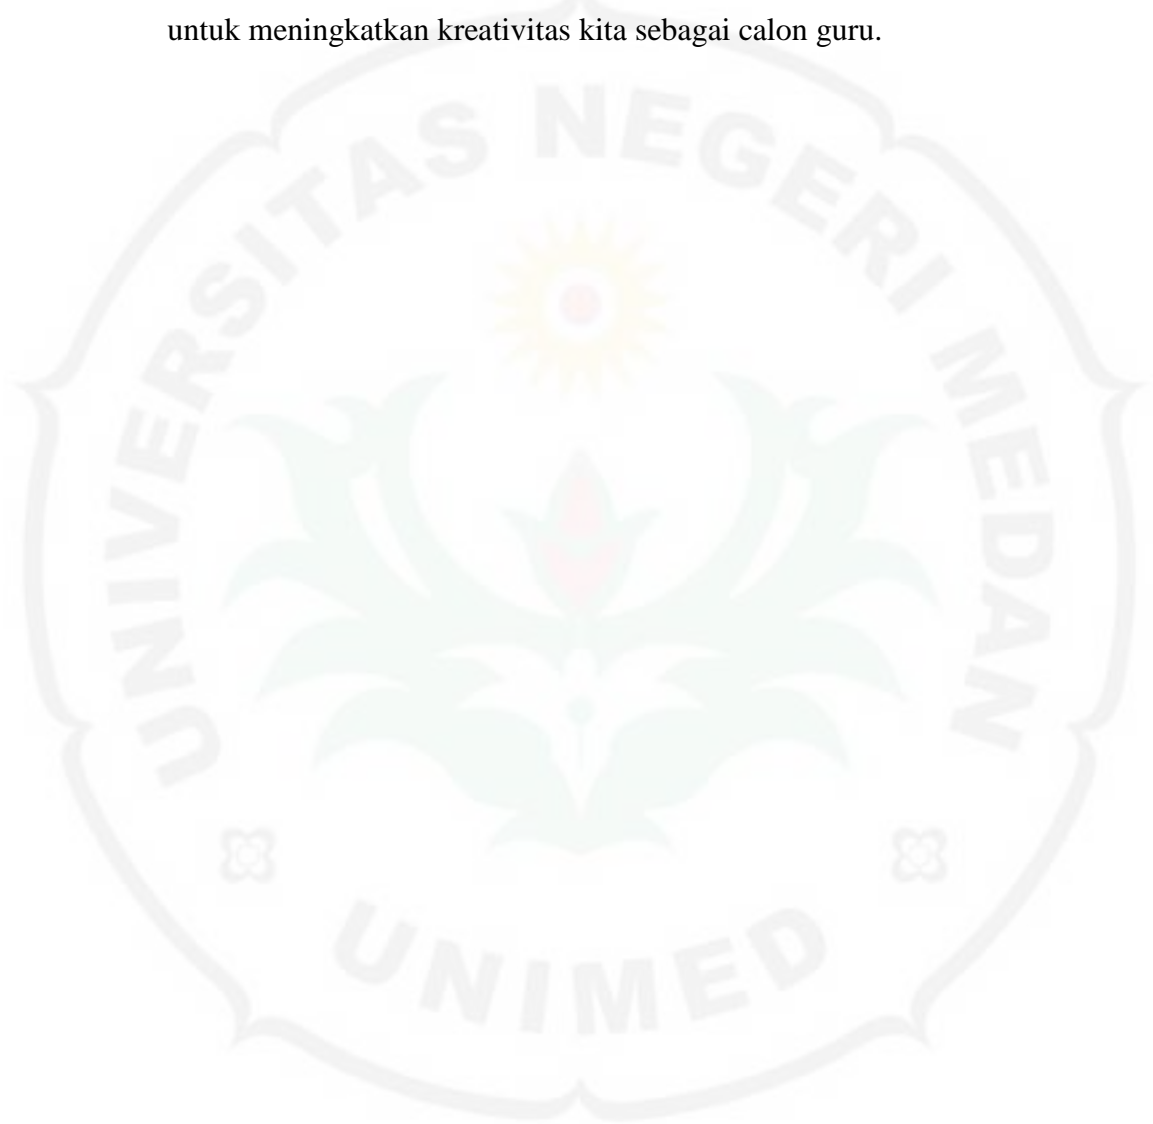 untuk meningkatkan kreativitas kita sebagai calon guru.
UNIVERSITAS NEGERI MEDAN
UNIMED